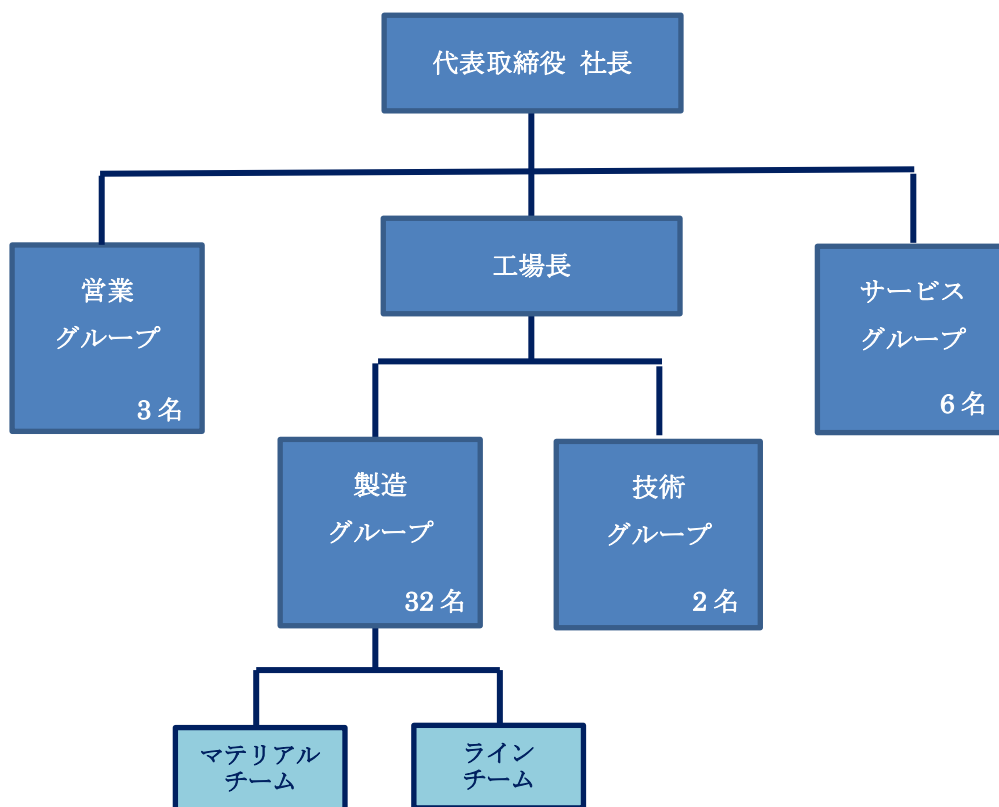 代表取締役 社長
工場長
営業
グループ
3 名
サービス
グループ
6 名
製造
グループ
32 名
技術
グループ
2 名
マテリアル
チーム
ライン
チーム